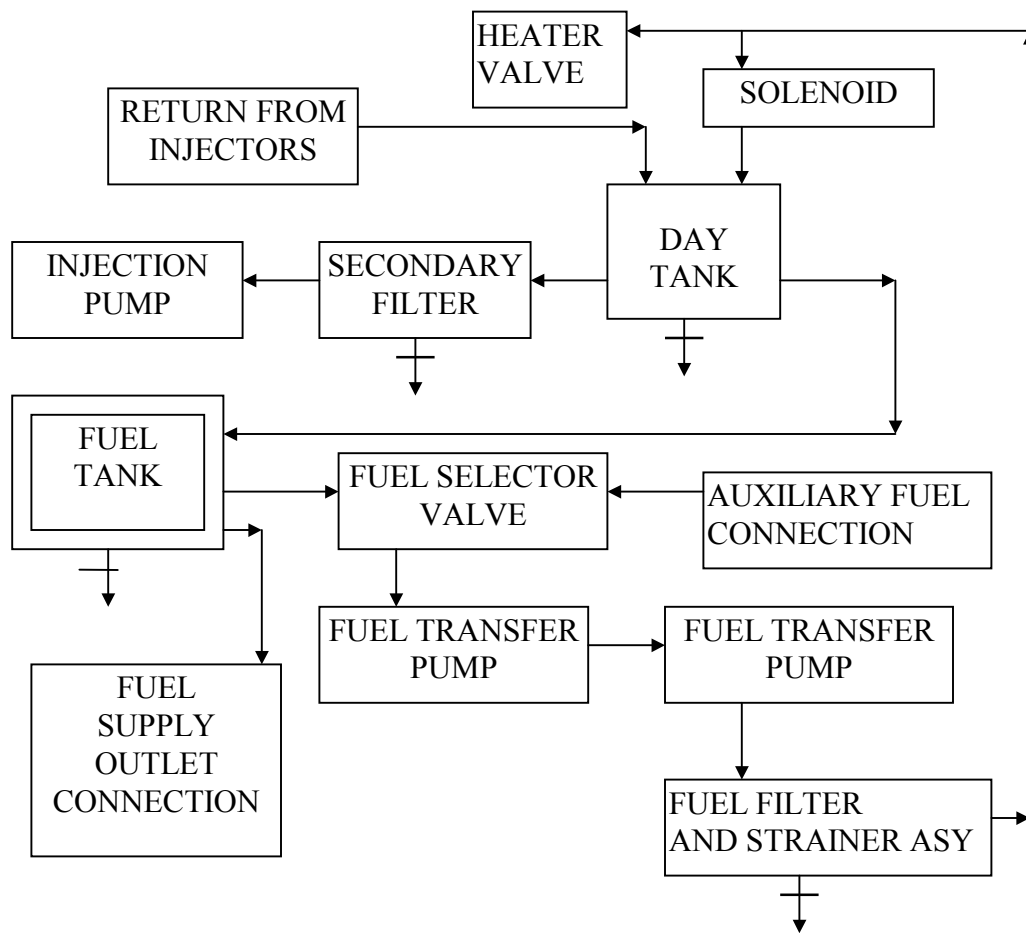 HEATER
VALVE
SOLENOID
RETURN FROM
INJECTORS
DAY
TANK
INJECTION
PUMP
SECONDARY
FILTER
FUEL
TANK
FUEL SELECTOR
VALVE
AUXILIARY FUEL
CONNECTION
FUEL TRANSFER
PUMP
FUEL TRANSFER
PUMP
FUEL
SUPPLY
OUTLET
CONNECTION
FUEL FILTER
AND STRAINER ASY